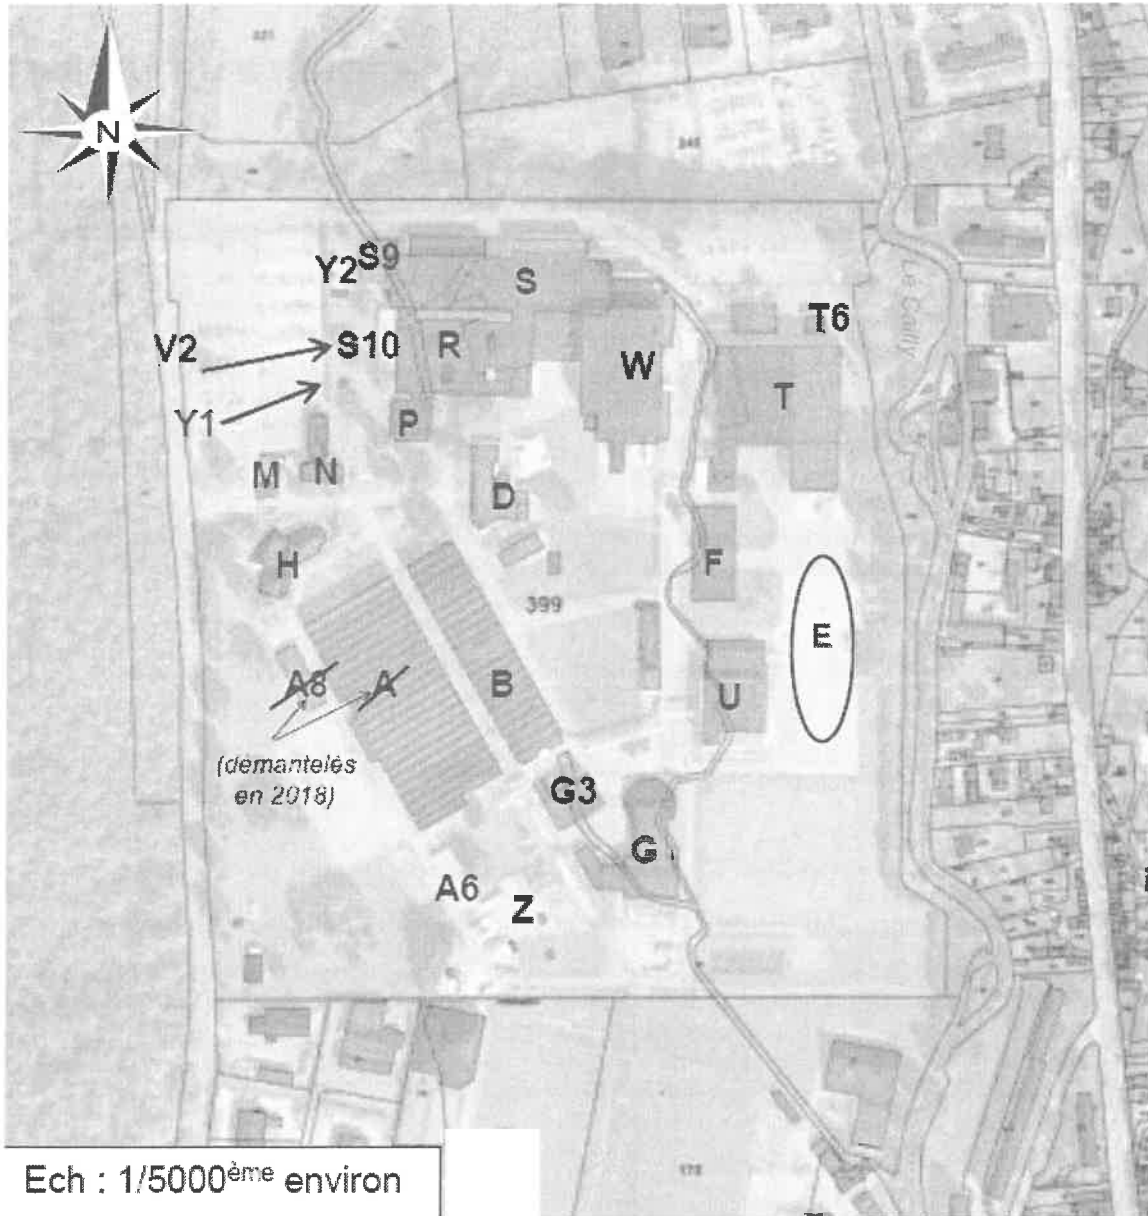 N
Y2
S9
S
T6
V2
S10
R
W
T
Y1
P
M
N
D
H
F
399
E
A8
A
B
U
(démantelés
en 2018)
G3
G
A6
Z
Ech : 1/5000ème environ